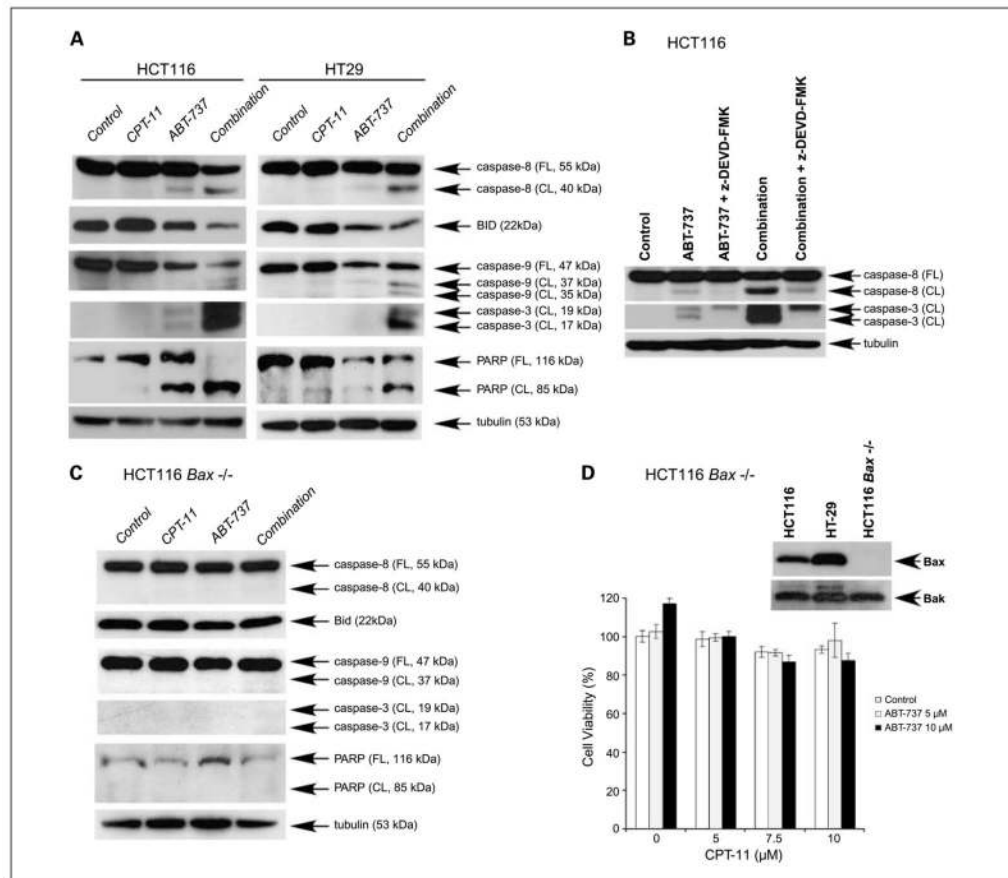 A
HCT116
HT29
Control
CPT-11
ABT-737
Combination
Control
CPT-11
ABT-737
Combination
caspase-8 (FL, 55 kDa)
caspase-8 (CL, 40 kDa)
BID (22kDa)
caspase-9 (FL, 47 kDa)
caspase-9 (CL, 37 kDa)
caspase-9 (CL, 35 kDa)
caspase-3 (CL, 19 kDa)
caspase-3 (CL, 17 kDa)
PARP (FL, 116 kDa)
PARP (CL, 85 kDa)
tubulin (53 kDa)
B
HCT116
Control
ABT-737
ABT-737 + z-DEVD-FMK
Combination
Combination + z-DEVD-FMK
caspase-8 (FL)
caspase-8 (CL)
caspase-3 (CL)
caspase-3 (CL)
tubulin
C
HCT116 Bax -/-
Control
CPT-11
ABT-737
Combination
caspase-8 (FL, 55 kDa)
caspase-8 (CL, 40 kDa)
Bid (22kDa)
caspase-9 (FL, 47 kDa)
caspase-9 (CL, 37 kDa)
caspase-3 (CL, 19 kDa)
caspase-3 (CL, 17 kDa)
PARP (FL, 116 kDa)
PARP (CL, 85 kDa)
tubulin (53 kDa)
D
HCT116 Bax -/-
HCT116
HT-29
HCT116 Bax -/-
Bax
Bak
Cell Viability (%)
120
100
80
60
40
20
0
0
5
7.5
10
CPT-11 (µM)
Control
ABT-737 5 µM
ABT-737 10 µM